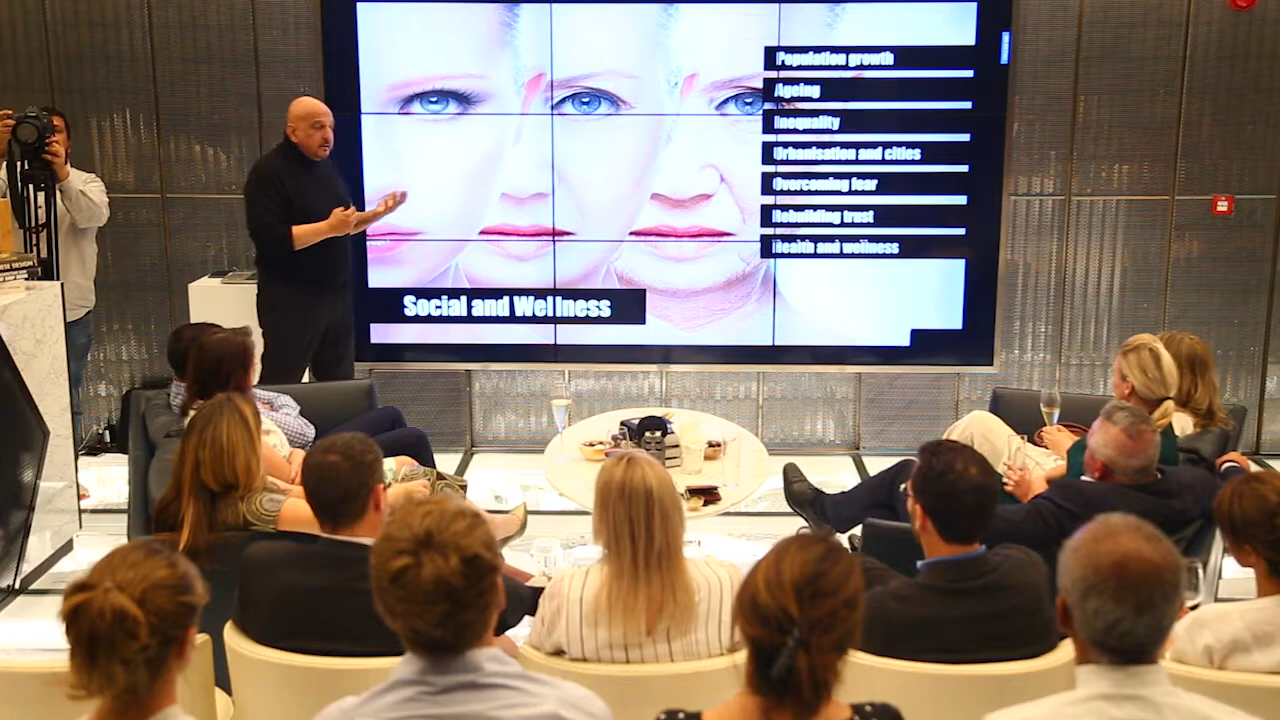 Population growth
Ageing
Inequality
Urbanisation and cities
Overcoming fear
Rebuilding trust
Health and wellness
Social and Wellness